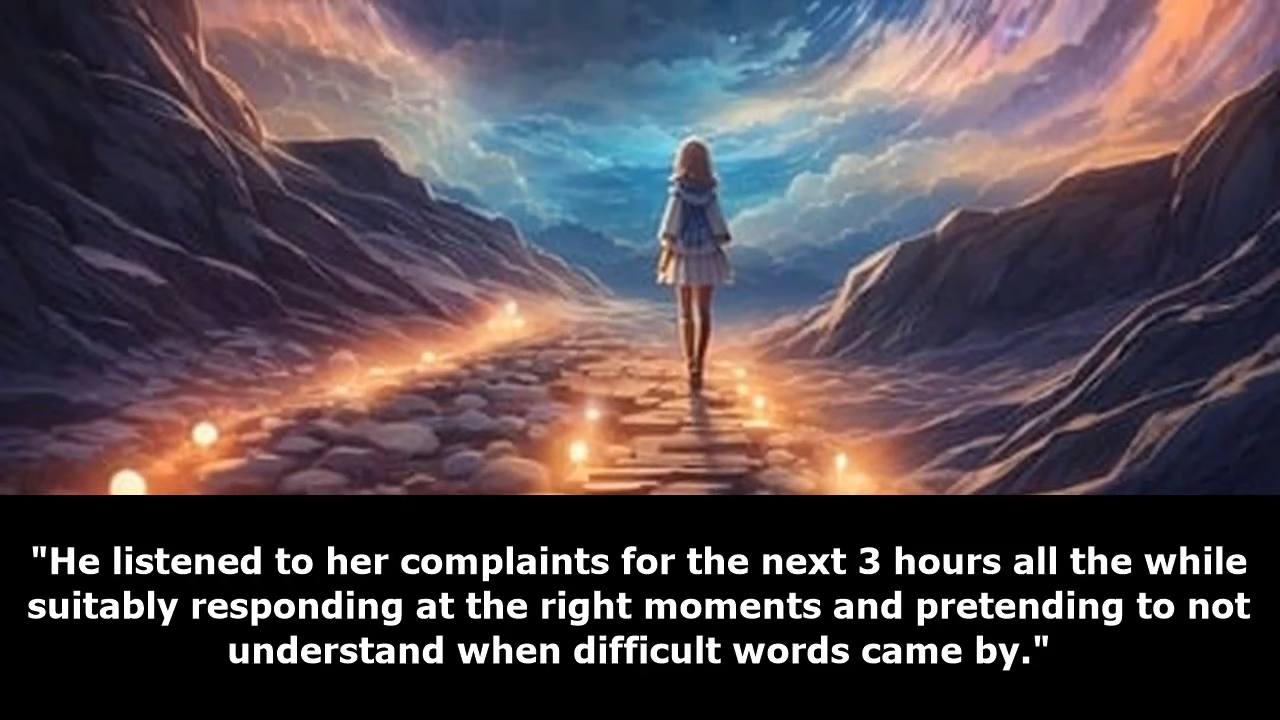 "He listened to her complaints for the next 3 hours all the while
suitably responding at the right moments and pretending to not
understand when difficult words came by."